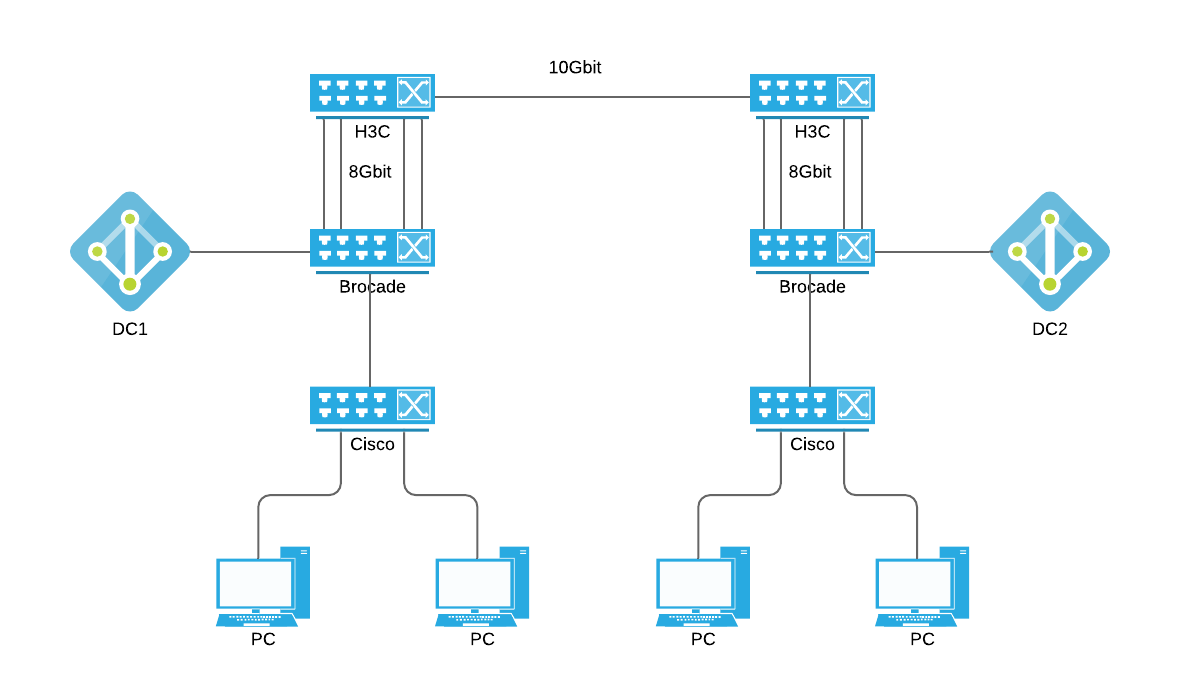 10Gbit
H3C
H3C
8Gbit
8Gbit
Brocade
Brocade
DC1
DC2
Cisco
Cisco
PC
PC
PC
PC